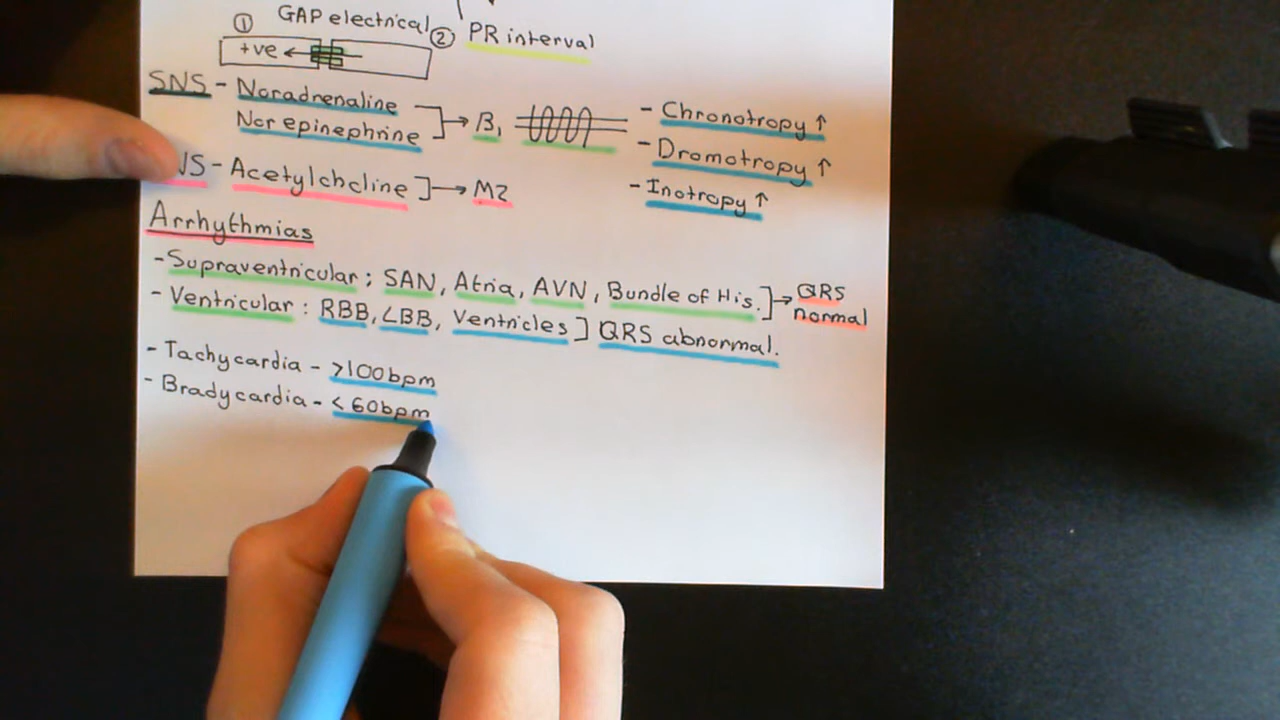 ① GAP electrical ② PR interval
+ve
SNS - Noradrenaline
Norepinephrine
→ β₁
- Chronotropy ↑
- Dromotropy ↑
- Inotropy ↑
NS - Acetylcholine ] → M2
Arrhythmias
- Supraventricular ; SAN, Atria, AVN, Bundle of His. ] → QRS normal
- Ventricular : RBB, LBB, Ventricles ] QRS abnormal.
- Tachycardia - >100bpm
- Bradycardia - <60bpm